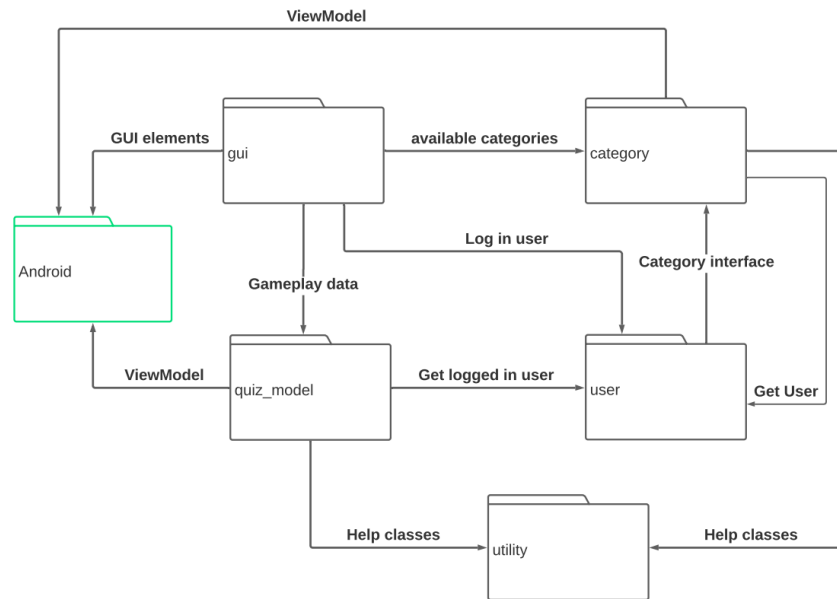 ViewModel
GUI elements
gui
available categories
category
Log in user
Category interface
Android
Gameplay data
ViewModel
quiz_model
Get logged in user
user
Get User
Help classes
utility
Help classes